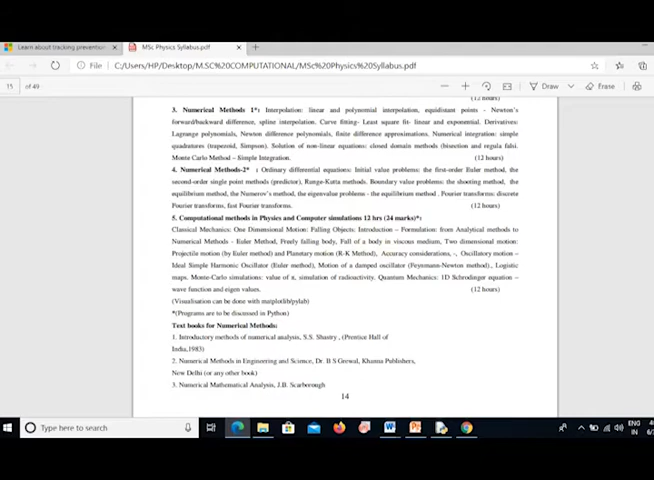 Learn about tracking prevention
MSc Physics Syllabus.pdf
File
C:/Users/HP/Desktop/M.SC%20COMPUTATIONAL/MSc%20Physics%20Syllabus.pdf
15 of 49
Draw
Erase
(12 hours)
3. Numerical Methods 1*: Interpolation: linear and polynomial interpolation, equidistant points - Newton's
forward/backward difference, spline interpolation. Curve fitting- Least square fit- linear and exponential. Derivatives:
Lagrange polynomials, Newton difference polynomials, finite difference approximations. Numerical integration: simple
quadratures (trapezoid, Simpson). Solution of non-linear equations: closed domain methods (bisection and regula falsi.
Monte Carlo Method – Simple Integration. (12 hours)
4. Numerical Methods-2* : Ordinary differential equations: Initial value problems: the first-order Euler method, the
second-order single point methods (predictor), Range-Kutta methods. Boundary value problems: the shooting method, the
equilibrium method, the Numerov's method, the eigenvalue problems - the equilibrium method . Fourier transforms: discrete
Fourier transforms, fast Fourier transforms. (12 hours)
5. Computational methods in Physics and Computer simulations 12 hrs (24 marks)*:
Classical Mechanics: One Dimensional Motion: Falling Objects: Introduction – Formulation: from Analytical methods to
Numerical Methods - Euler Method, Freely falling body, Fall of a body in viscous medium, Two dimensional motion:
Projectile motion (by Euler method) and Planetary motion (R-K Method), Accuracy considerations, -, Oscillatory motion –
Ideal Simple Harmonic Oscillator (Euler method), Motion of a damped oscillator (Feynmann-Newton method) , Logistic
maps. Monte-Carlo simulations: value of π, simulation of radioactivity. Quantum Mechanics: 1D Schrodinger equation –
wave function and eigen values. (12 hours)
(Visualisation can be done with matplotlib/pylab)
*(Programs are to be discussed in Python)
Text books for Numerical Methods:
1. Introductory methods of numerical analysis, S.S. Shastry , (Prentice Hall of
India,1983)
2. Numerical Methods in Engineering and Science, Dr. B S Grewal, Khanna Publishers,
New Delhi (or any other book)
3. Numerical Mathematical Analysis, J.B. Scarborough
14
Type here to search
ENG
IN